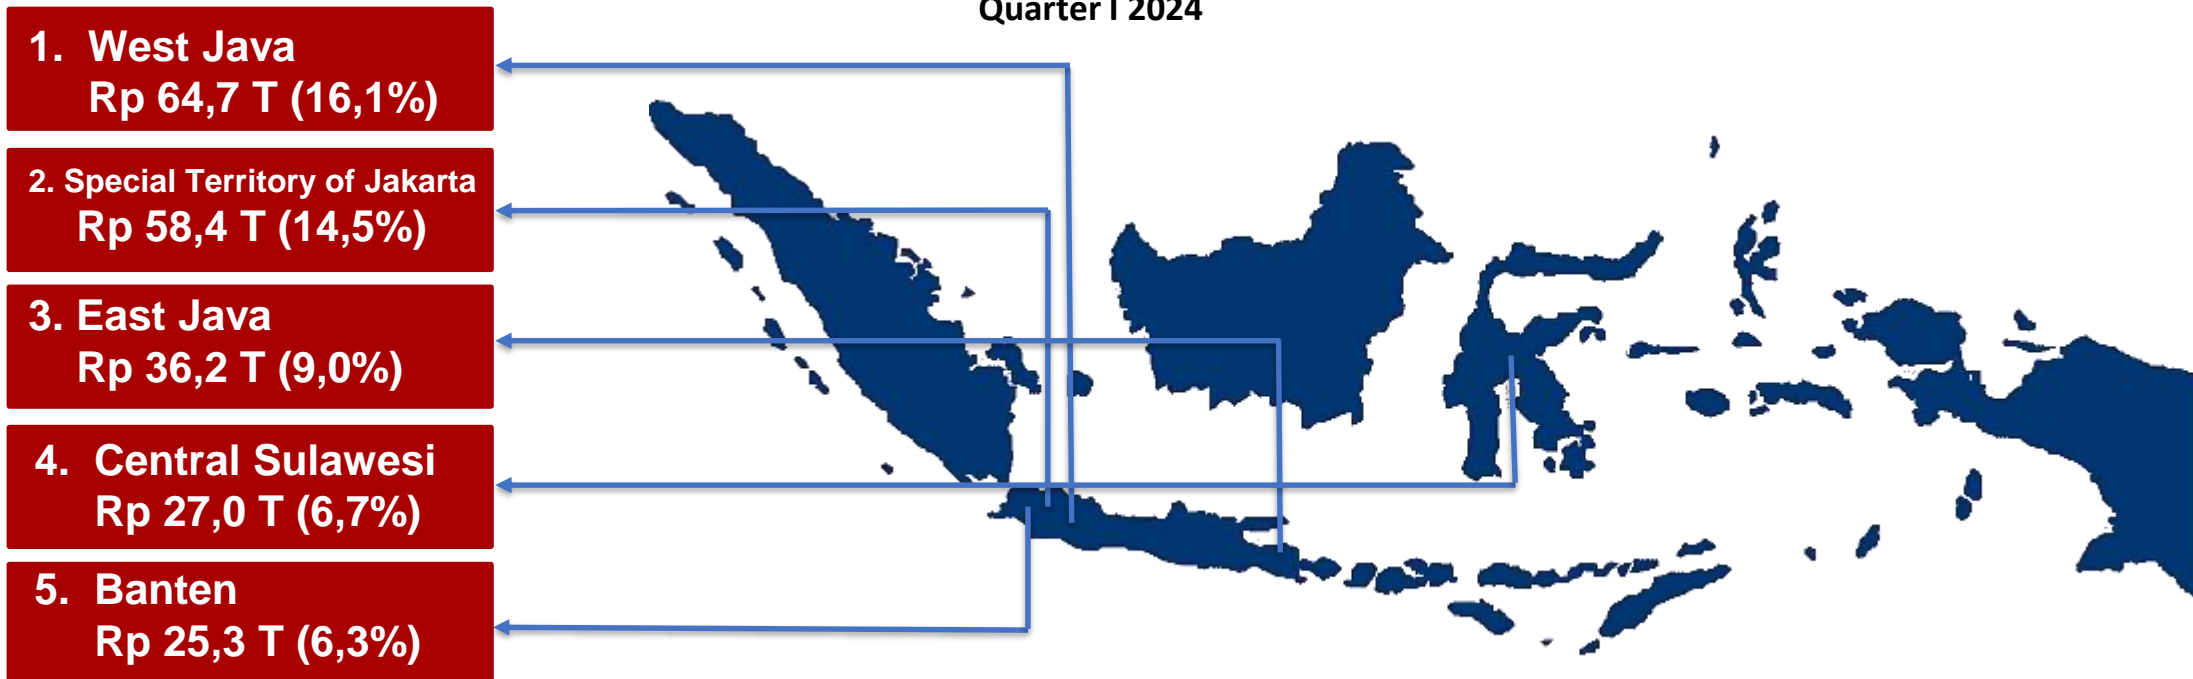 Quarter I 2024
1. West Java
Rp 64,7 T (16,1%)
2. Special Territory of Jakarta
Rp 58,4 T (14,5%)
3. East Java
Rp 36,2 T (9,0%)
4. Central Sulawesi
Rp 27,0 T (6,7%)
5. Banten
Rp 25,3 T (6,3%)